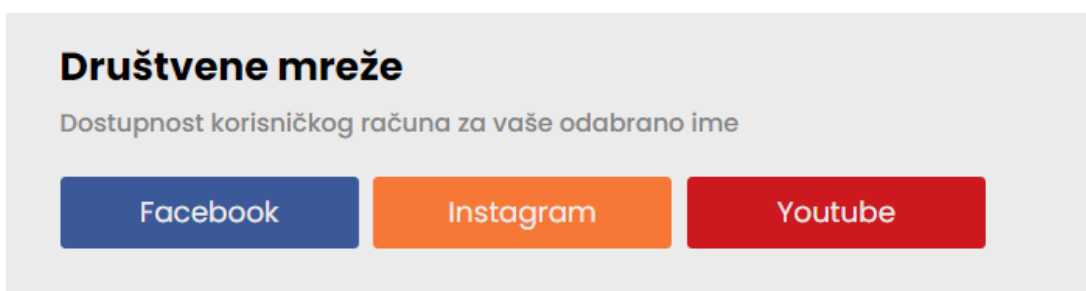 Društvene mreže
Dostupnost korisničkog računa za vaše odabrano ime
Facebook
Instagram
Youtube